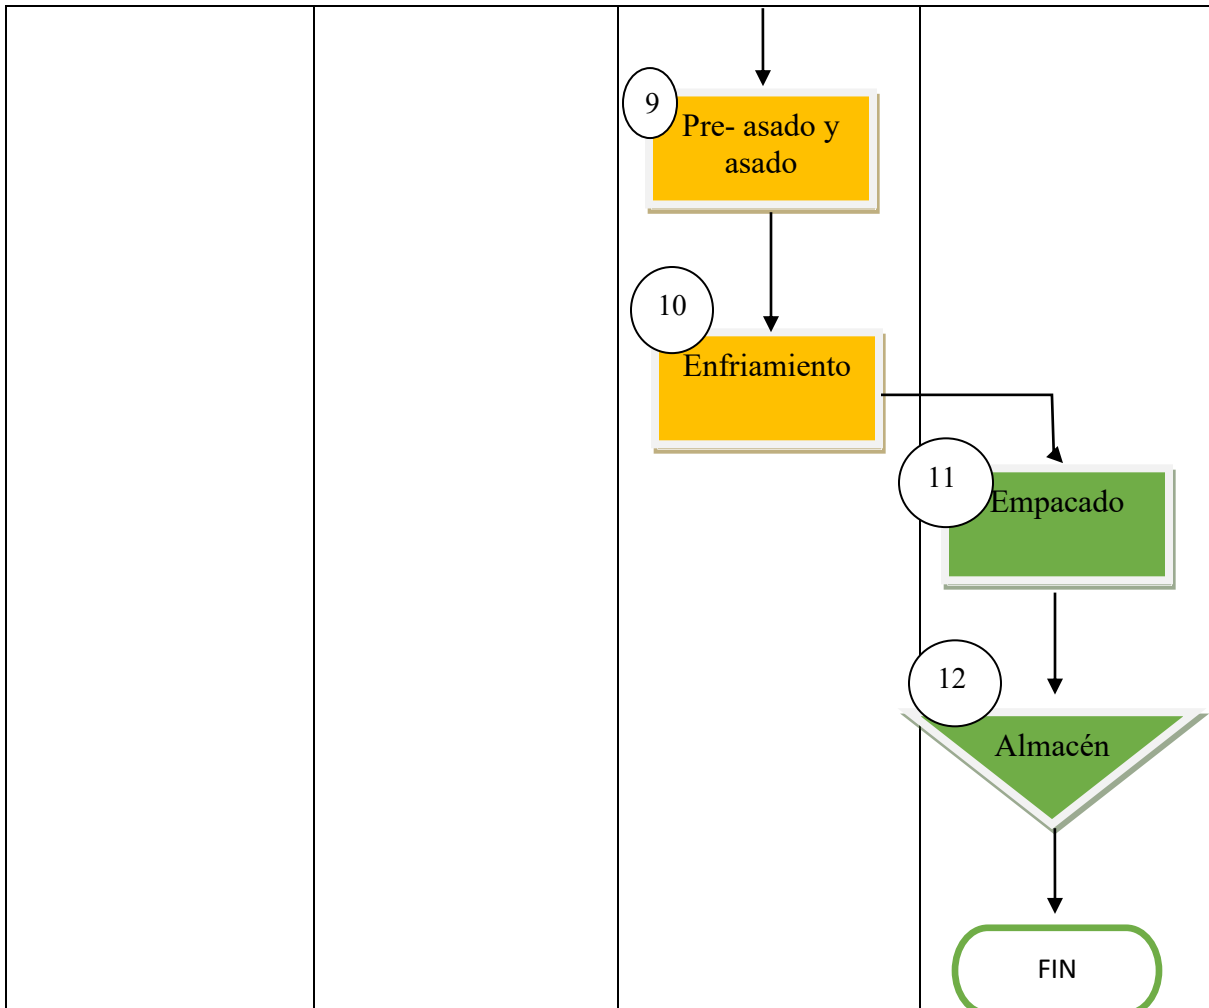 9
Pre- asado y
asado
10
Enfriamiento
11
Empacado
12
Almacén
FIN